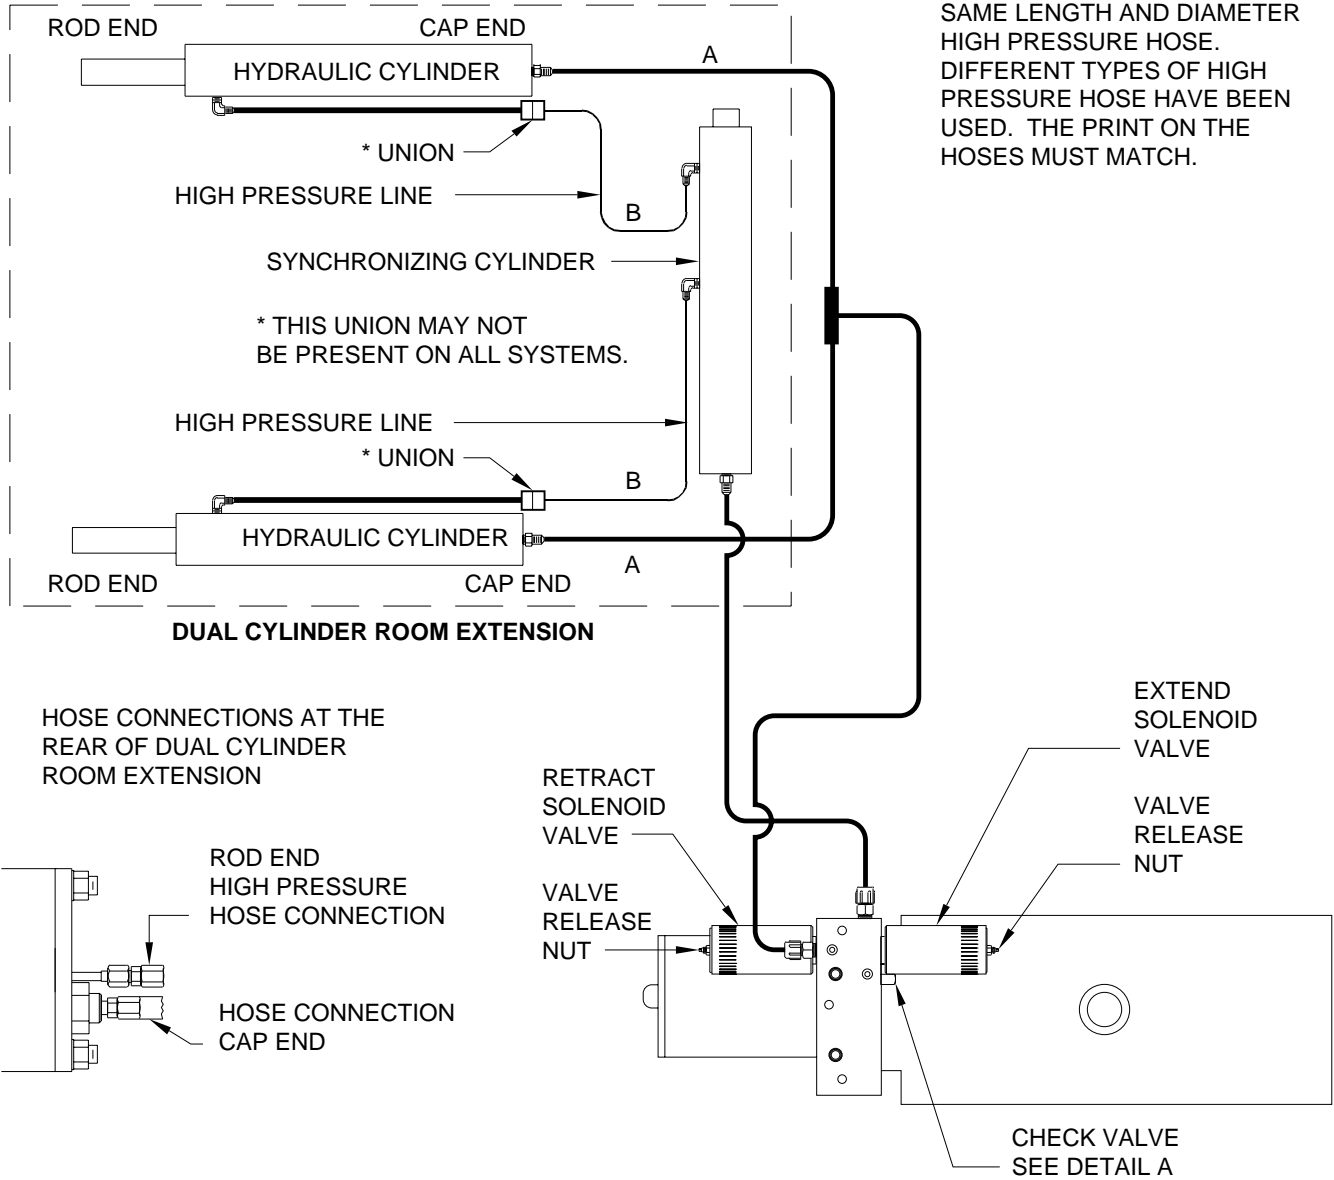 SAME LENGTH AND DIAMETER
HIGH PRESSURE HOSE.
DIFFERENT TYPES OF HIGH
PRESSURE HOSE HAVE BEEN
USED. THE PRINT ON THE
HOSES MUST MATCH.
ROD END
CAP END
A
HYDRAULIC CYLINDER
* UNION
HIGH PRESSURE LINE
B
SYNCHRONIZING CYLINDER
* THIS UNION MAY NOT
BE PRESENT ON ALL SYSTEMS.
HIGH PRESSURE LINE
* UNION
B
HYDRAULIC CYLINDER
A
ROD END
CAP END
DUAL CYLINDER ROOM EXTENSION
HOSE CONNECTIONS AT THE
REAR OF DUAL CYLINDER
ROOM EXTENSION
ROD END
HIGH PRESSURE
HOSE CONNECTION
HOSE CONNECTION
CAP END
RETRACT
SOLENOID
VALVE
VALVE
RELEASE
NUT
EXTEND
SOLENOID
VALVE
VALVE
RELEASE
NUT
CHECK VALVE
SEE DETAIL A